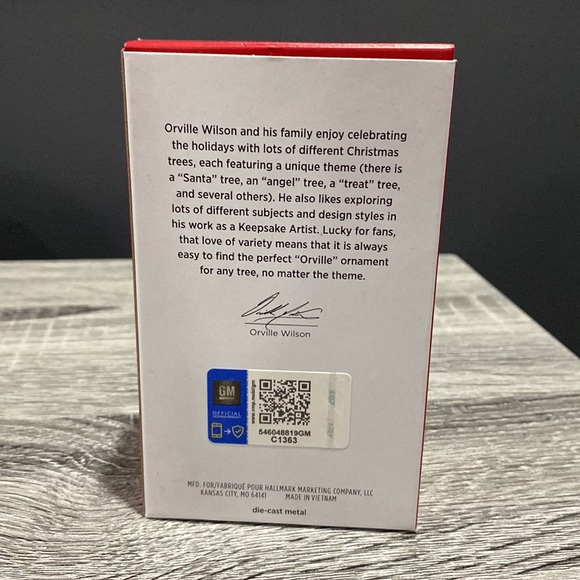 Orville Wilson and his family enjoy celebrating
the holidays with lots of different Christmas
trees, each featuring a unique theme (there is
a “Santa” tree, an “angel” tree, a “treat” tree,
and several others). He also likes exploring
lots of different subjects and design styles in
his work as a Keepsake Artist. Lucky for fans,
that love of variety means that it is always
easy to find the perfect “Orville” ornament
for any tree, no matter the theme.
Orville Wilson
GM
OFFICIAL
546048819GM
C1363
MFD. FOR/FABRIQUÉ POUR HALLMARK MARKETING COMPANY, LLC
KANSAS CITY, MO 64141 MADE IN VIETNAM
die-cast metal